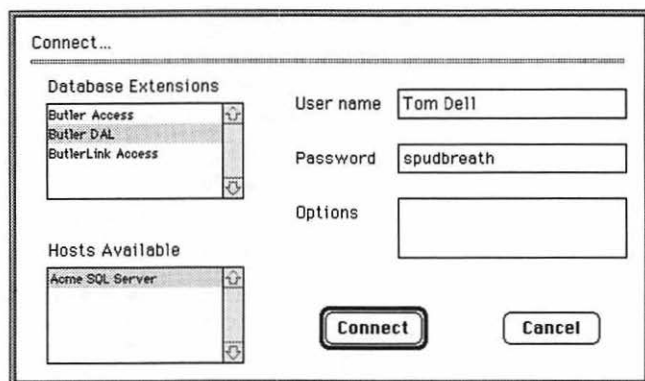 Connect...
Database Extensions
Butler Access
Butler DAL
ButlerLink Access
Hosts Available
Acme SQL Server
User name Tom Dell
Password spudbreath
Options
Connect Cancel